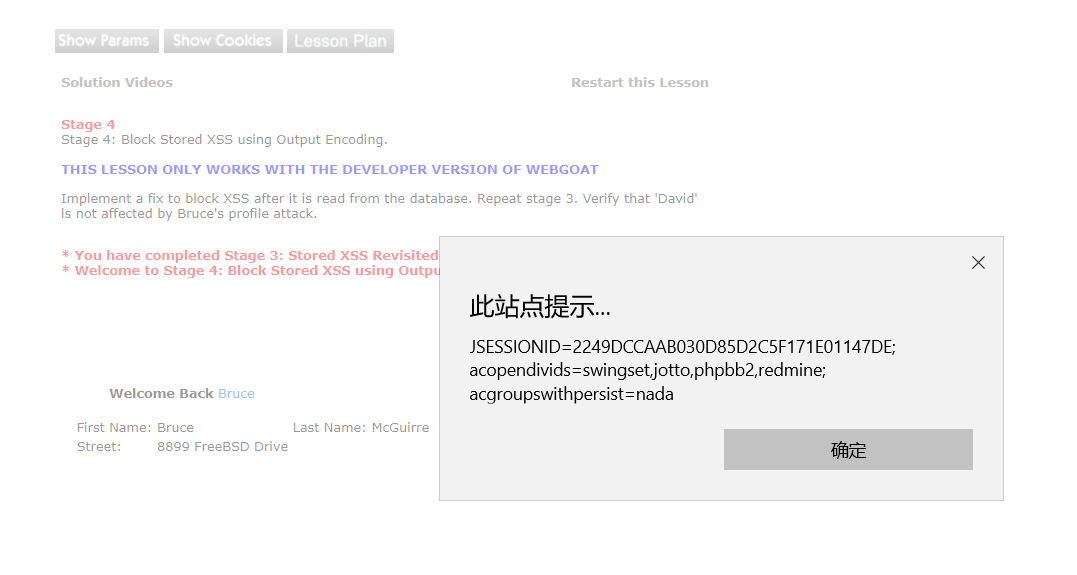 Show Params Show Cookies Lesson Plan
Solution Videos Restart this Lesson
Stage 4
Stage 4: Block Stored XSS using Output Encoding.
THIS LESSON ONLY WORKS WITH THE DEVELOPER VERSION OF WEBGOAT
Implement a fix to block XSS after it is read from the database. Repeat stage 3. Verify that 'David'
is not affected by Bruce's profile attack.
* You have completed Stage 3: Stored XSS Revisited
* Welcome to Stage 4: Block Stored XSS using Outpu
此站点提示...
JSESSIONID=2249DCCAAB030D85D2C5F171E01147DE;
acopendivids=swingset,jotto,phpbb2,redmine;
acgroupswithpersist=nada
确定
Welcome Back Bruce
First Name: Bruce Last Name: McGuirre
Street: 8899 FreeBSD Drive